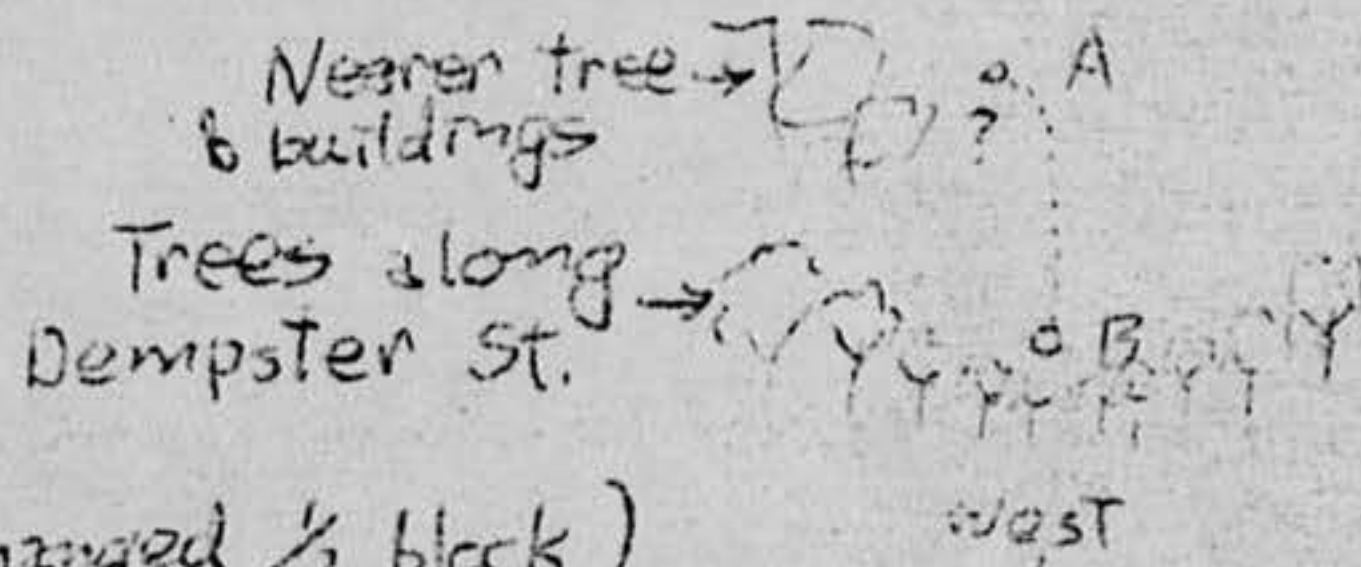 Nearer tree → A
& buildings ?
Trees along →
Dempster St. B
½ block)
west